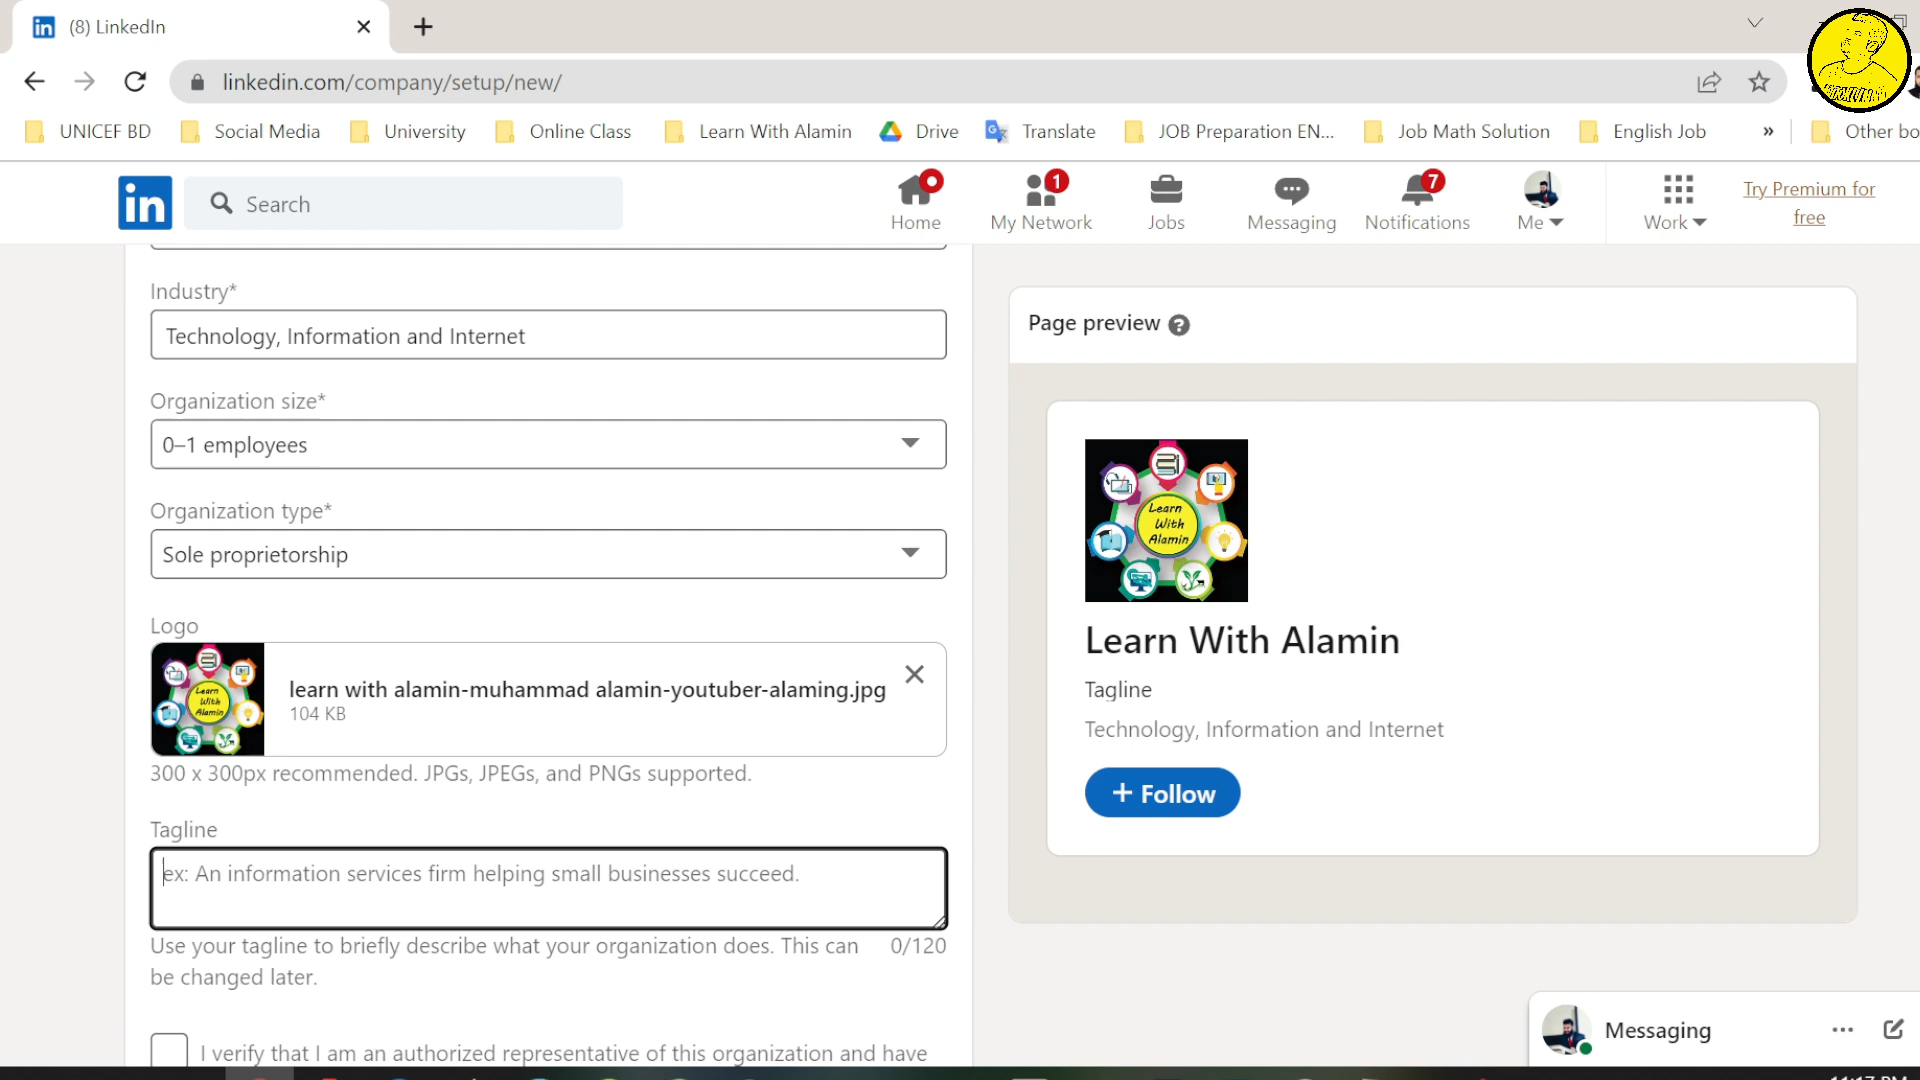 (8) LinkedIn
linkedin.com/company/setup/new/
UNICEF BD Social Media University Online Class Learn With Alamin Drive Translate JOB Preparation EN... Job Math Solution English Job » Other bo
in Search Home 1 My Network Jobs Messaging 7 Notifications Me Work Try Premium for
free
Industry*
Technology, Information and Internet
Organization size*
0–1 employees
Organization type*
Sole proprietorship
Logo
Learn
With
Alamin
learn with alamin-muhammad alamin-youtuber-alaming.jpg
104 KB
300 x 300px recommended. JPGs, JPEGs, and PNGs supported.
Tagline
ex: An information services firm helping small businesses succeed.
Use your tagline to briefly describe what your organization does. This can 0/120
be changed later.
I verify that I am an authorized representative of this organization and have
Page preview ?
Learn
With
Alamin
Learn With Alamin
Tagline
Technology, Information and Internet
+ Follow
Messaging